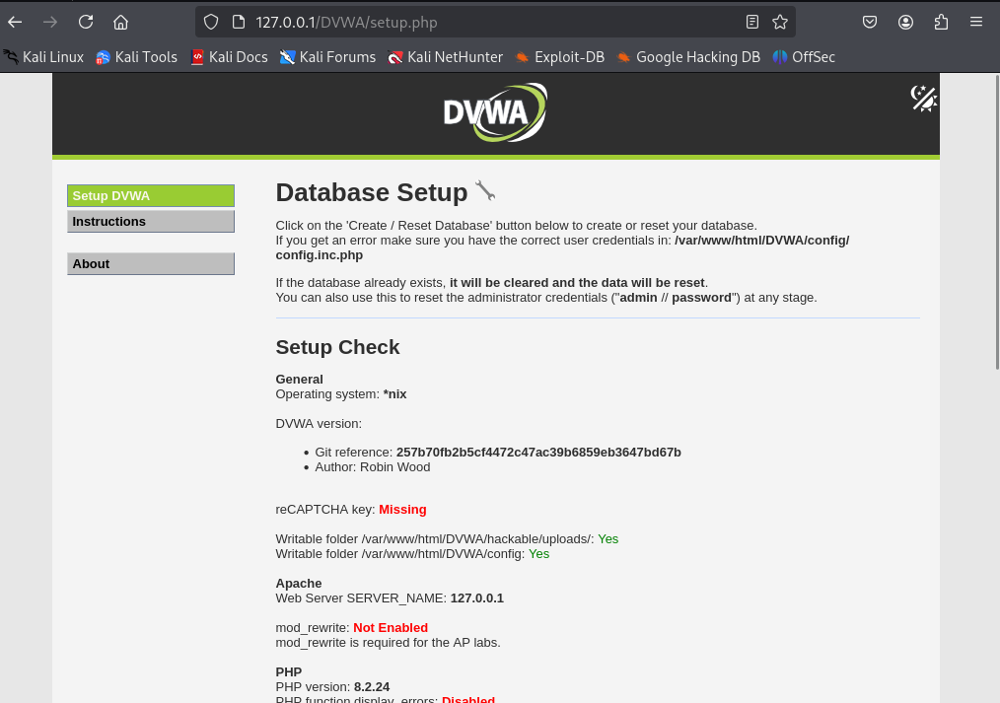 127.0.0.1/DVWA/setup.php
Kali Linux Kali Tools Kali Docs Kali Forums Kali NetHunter Exploit-DB Google Hacking DB OffSec
DVWA
Setup DVWA
Instructions
About
Database Setup
Click on the 'Create / Reset Database' button below to create or reset your database.
If you get an error make sure you have the correct user credentials in: /var/www/html/DVWA/config/
config.inc.php
If the database already exists, it will be cleared and the data will be reset.
You can also use this to reset the administrator credentials ("admin // password") at any stage.
Setup Check
General
Operating system: *nix
DVWA version:
• Git reference: 257b70fb2b5cf4472c47ac39b6859eb3647bd67b
• Author: Robin Wood
reCAPTCHA key: Missing
Writable folder /var/www/html/DVWA/hackable/uploads/: Yes
Writable folder /var/www/html/DVWA/config: Yes
Apache
Web Server SERVER_NAME: 127.0.0.1
mod_rewrite: Not Enabled
mod_rewrite is required for the AP labs.
PHP
PHP version: 8.2.24
PHP function display_errors: Disabled